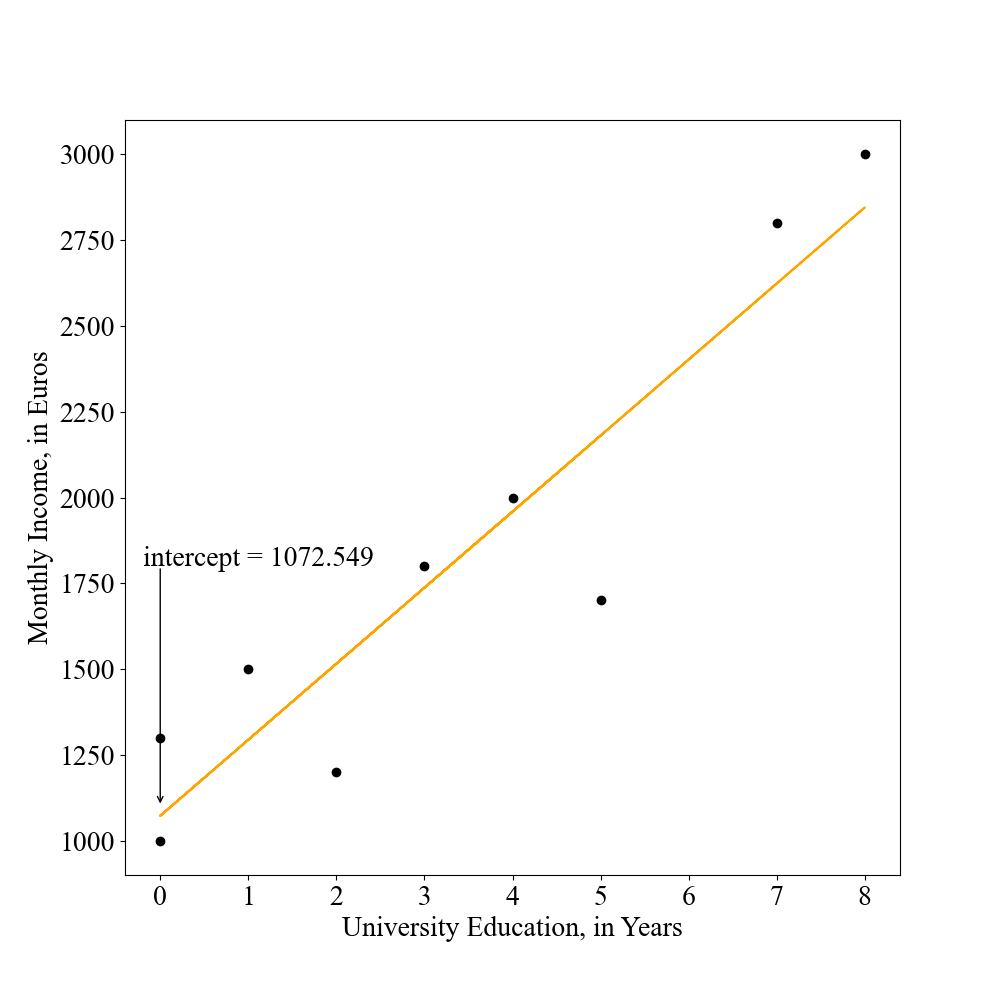 3000
2750
2500
2250
2000
1750
1500
1250
1000
Monthly Income, in Euros
intercept = 1072.549
0 1 2 3 4 5 6 7 8
University Education, in Years